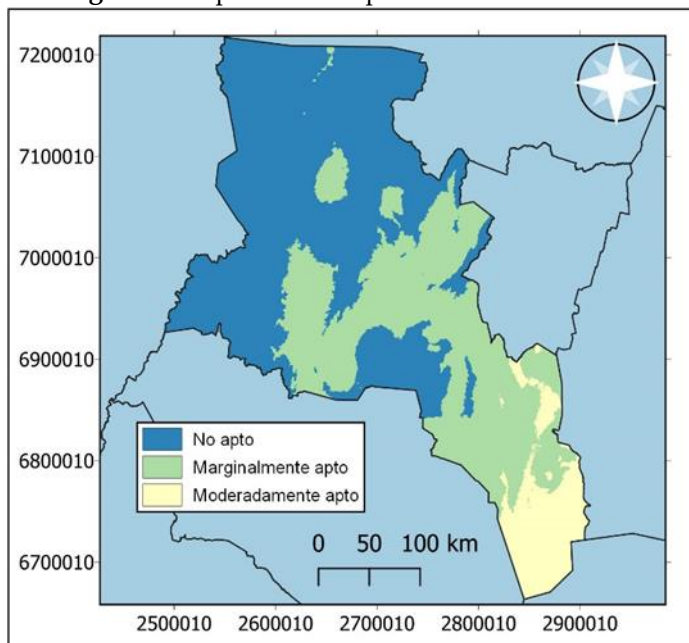 7200010
7100010
7000010
6900010
6800010
6700010
No apto
Marginalmente apto
Moderadamente apto
0 50 100 km
2500010 2600010 2700010 2800010 2900010